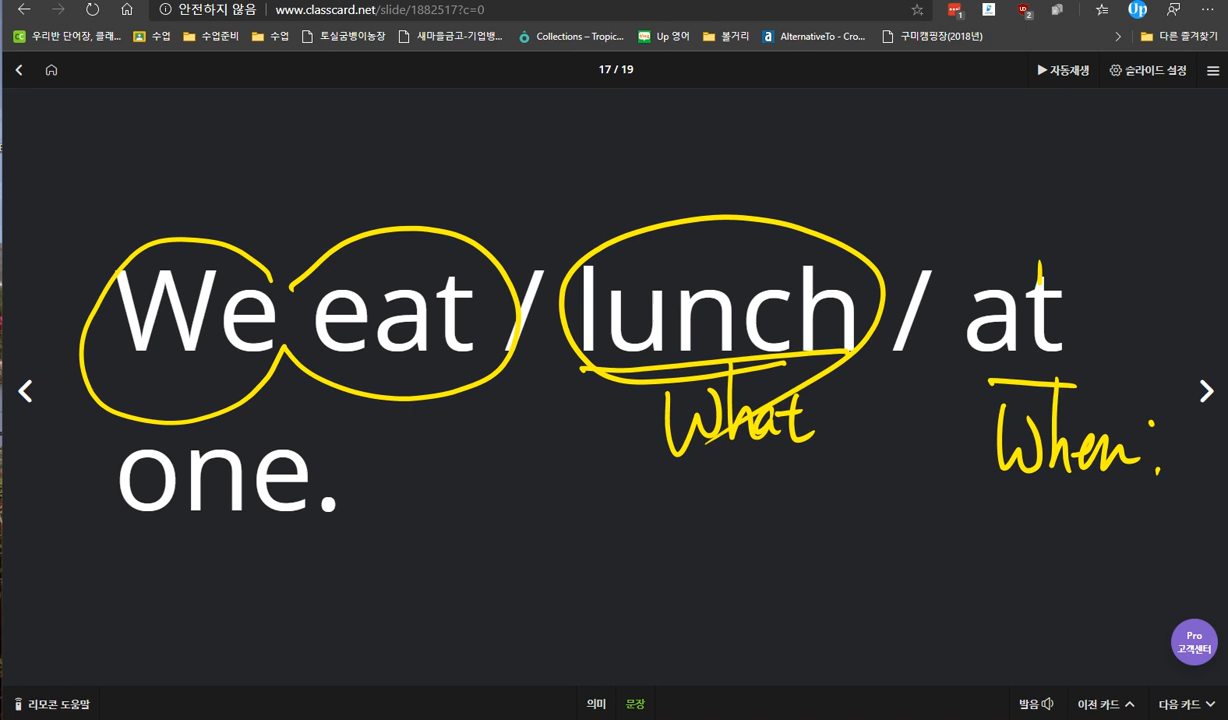 안전하지 않음 www.classcard.net/slide/1882517?c=0
우리반 단어장, 클래... 수업 수업준비 수업 토실굼벵이농장 새마을금고-기업뱅... Collections – Tropic... Up 영어 볼거리 AlternativeTo - Cro... 구미캠핑장(2018년) 다른 즐겨찾기
17 / 19 자동재생 슬라이드 설정
We eat / lunch / at
What When
one.
Pro
고객센터
리모콘 도움말 의미 문장 발음 이전 카드 다음 카드